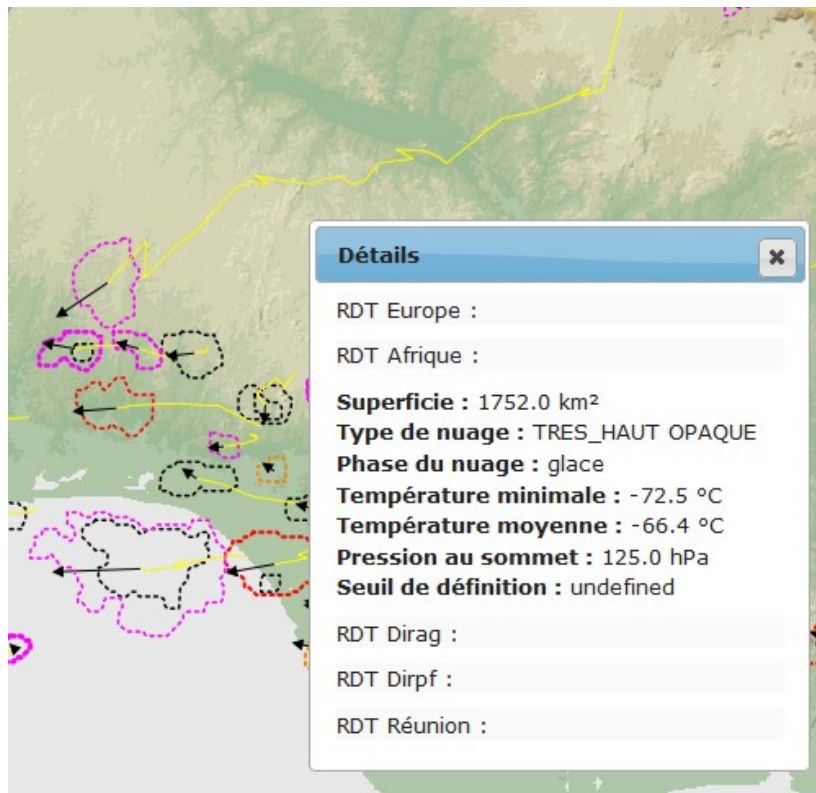 Détails
RDT Europe :
RDT Afrique :
Superficie : 1752.0 km²
Type de nuage : TRES_HAUT OPAQUE
Phase du nuage : glace
Température minimale : -72.5 °C
Température moyenne : -66.4 °C
Pression au sommet : 125.0 hPa
Seuil de définition : undefined
RDT Dirag :
RDT Dirpf :
RDT Réunion :